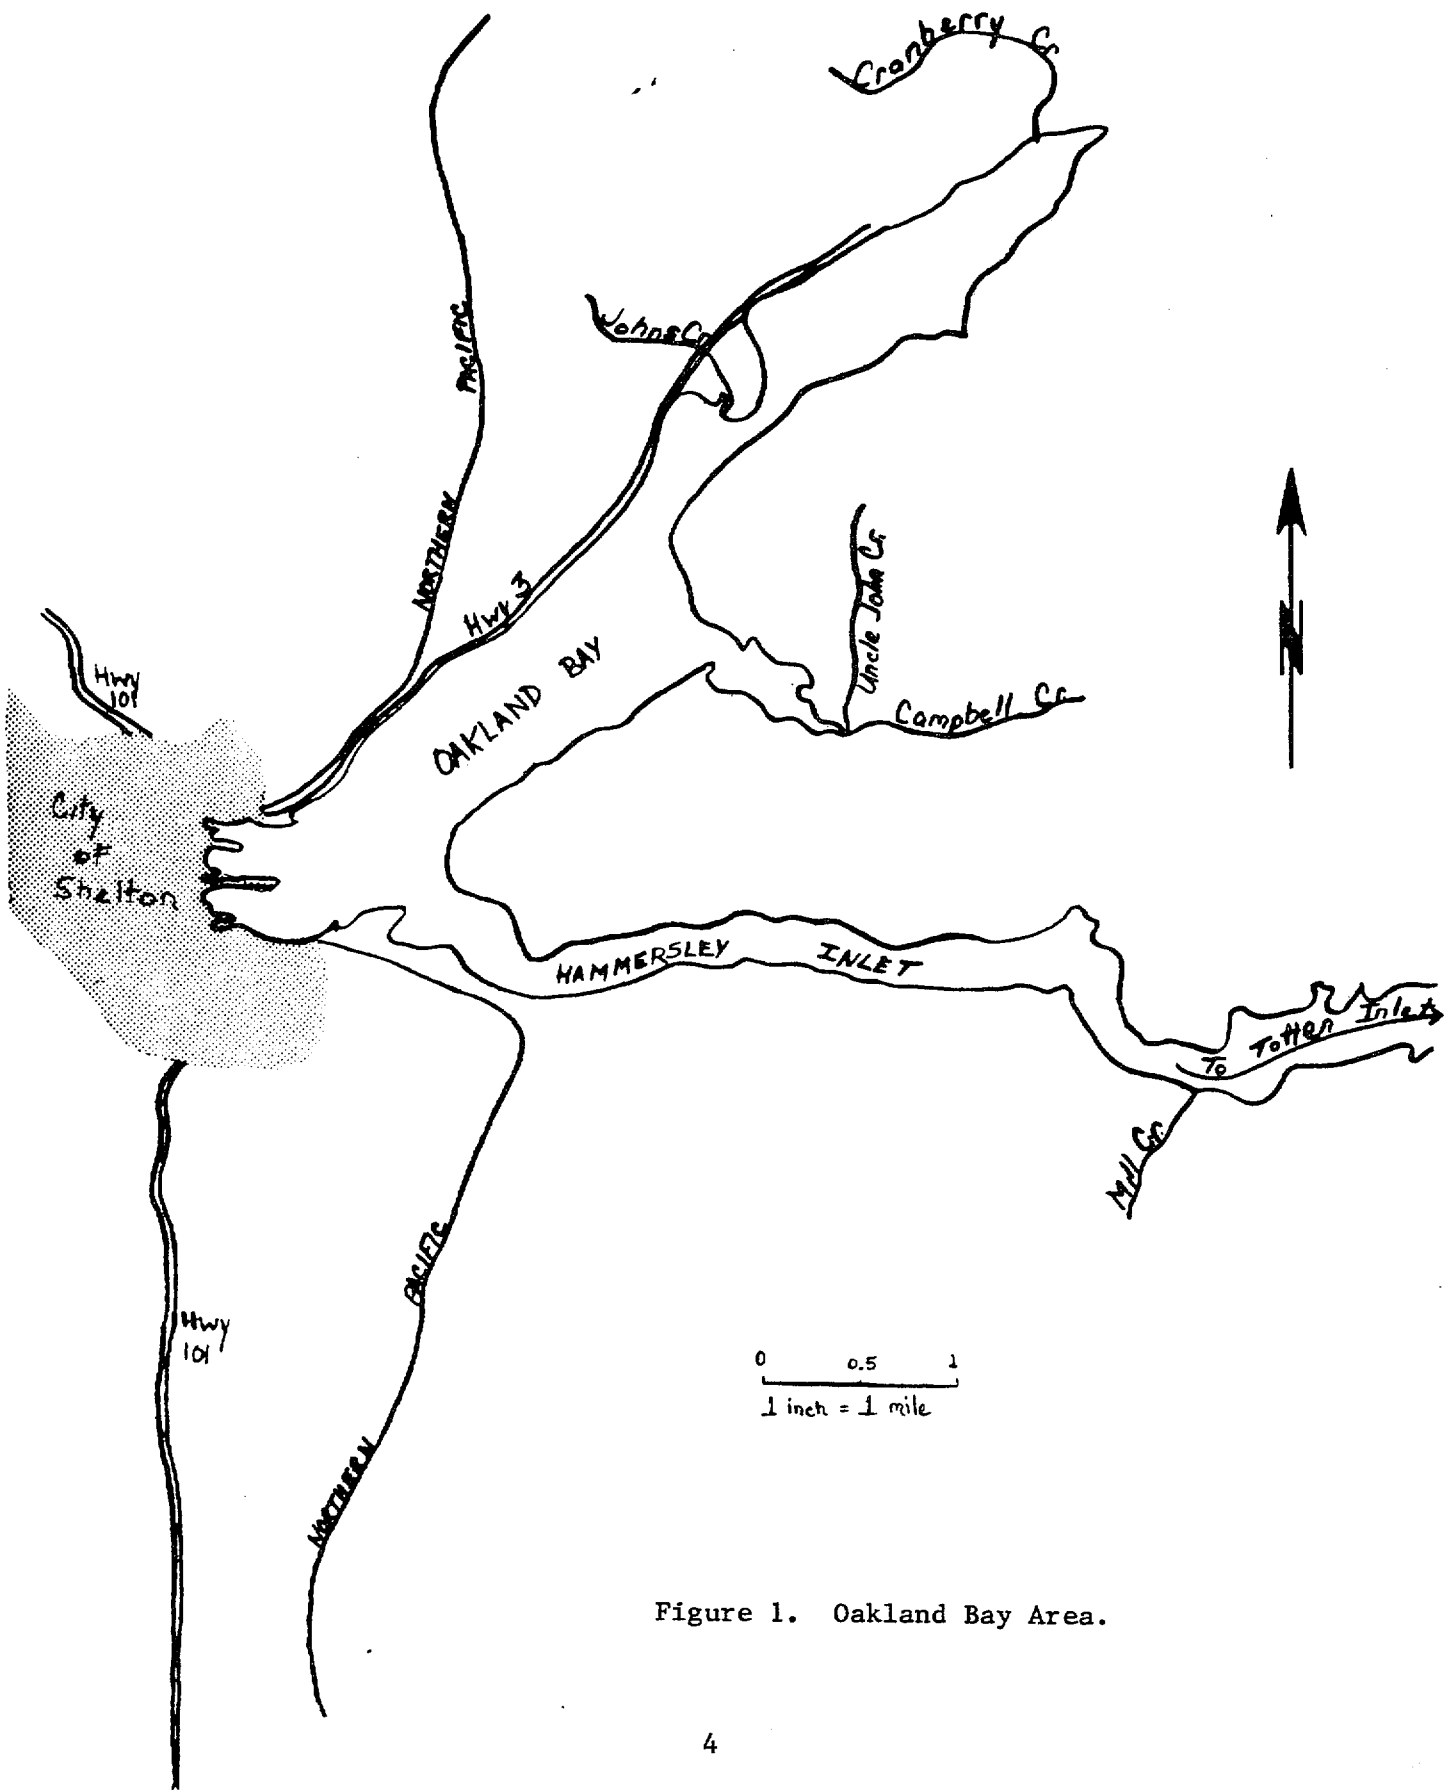 Cranberry Cr.
Johns Cr.
PACIFIC
NORTHERN
Hwy 3
Uncle John Cr.
Hwy
101
OAKLAND BAY
Campbell Cr.
N
City
of
Shelton
HAMMERSLEY INLET
To Totten Inlet
Mill Cr.
PACIFIC
Hwy
101
0 0.5 1
1 inch = 1 mile
NORTHERN
Figure 1. Oakland Bay Area.
4